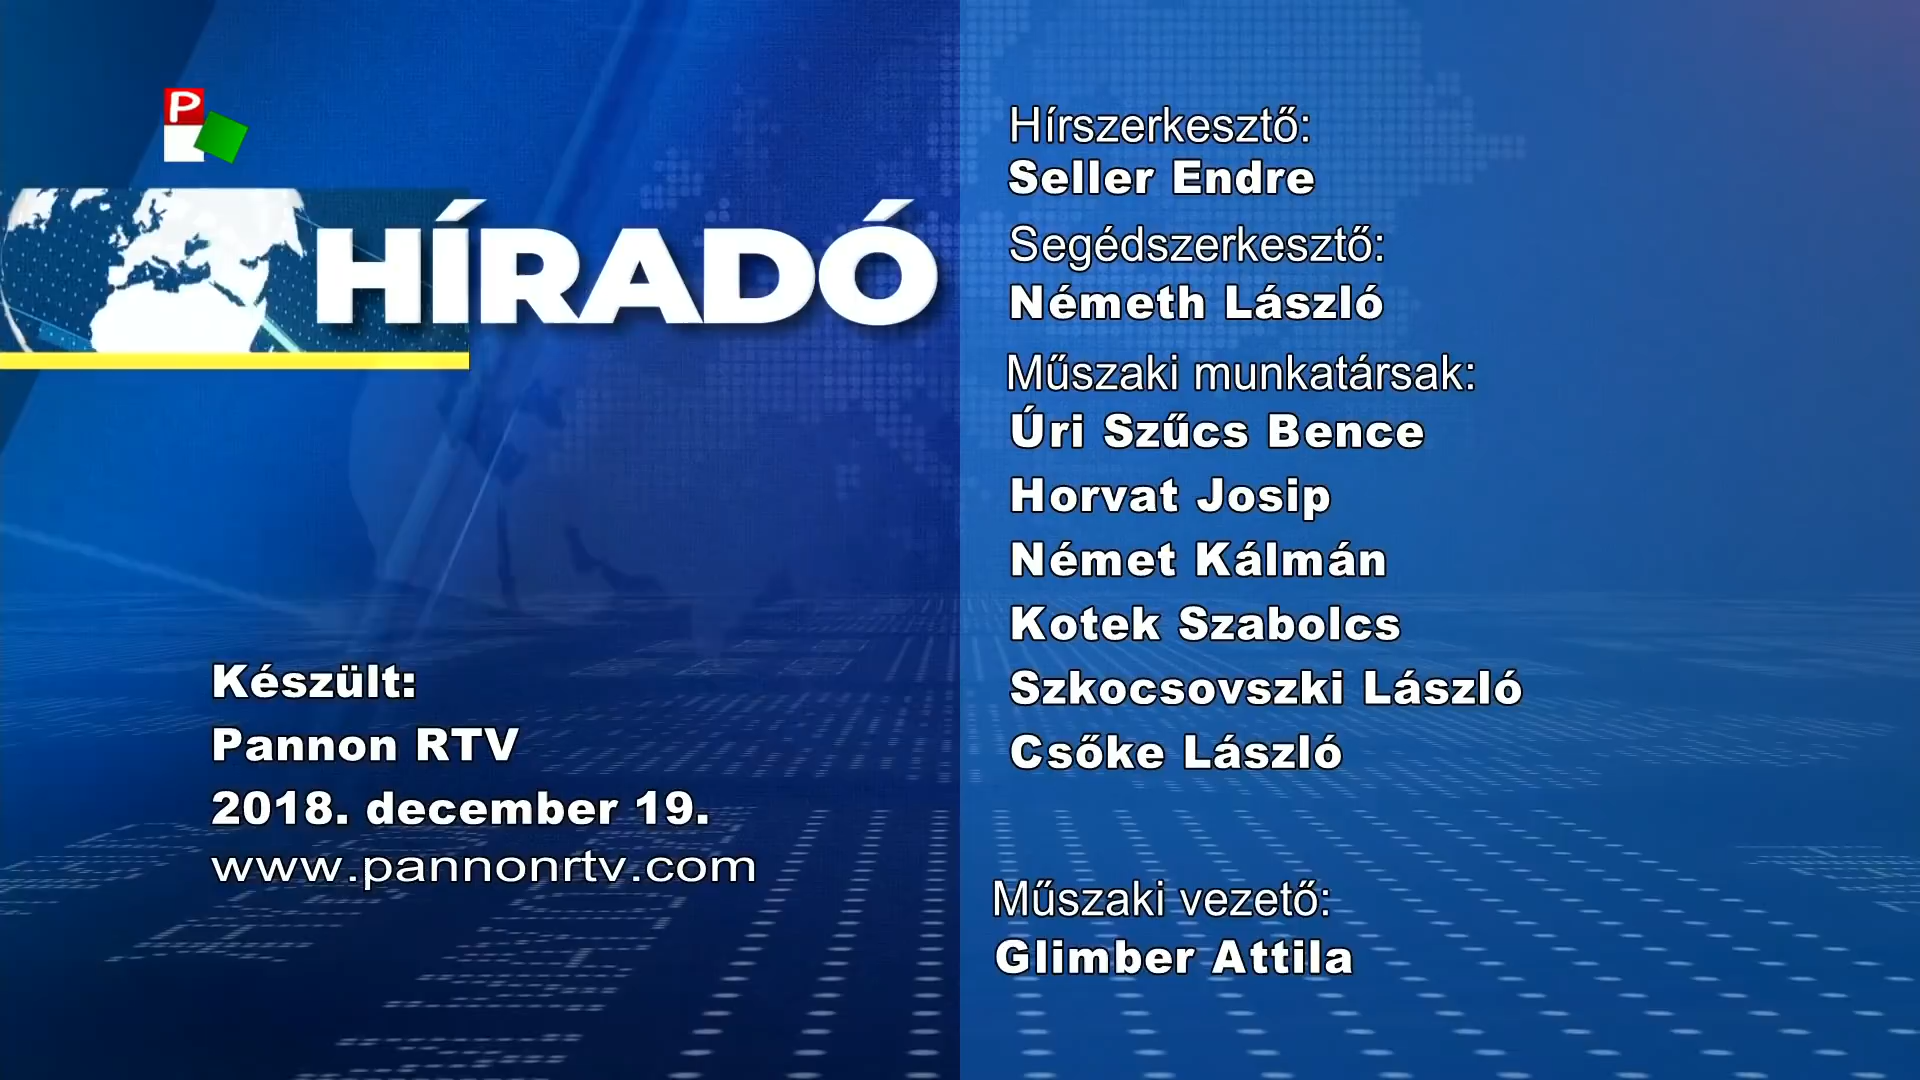 P
HÍRADÓ
Készült:
Pannon RTV
2018. december 19.
www.pannonrtv.com
Hírszerkesztő:
Seller Endre
Segédszerkesztő:
Németh László
Műszaki munkatársak:
Úri Szűcs Bence
Horvat Josip
Német Kálmán
Kotek Szabolcs
Szkocsovszki László
Csőke László
Műszaki vezető:
Glimber Attila